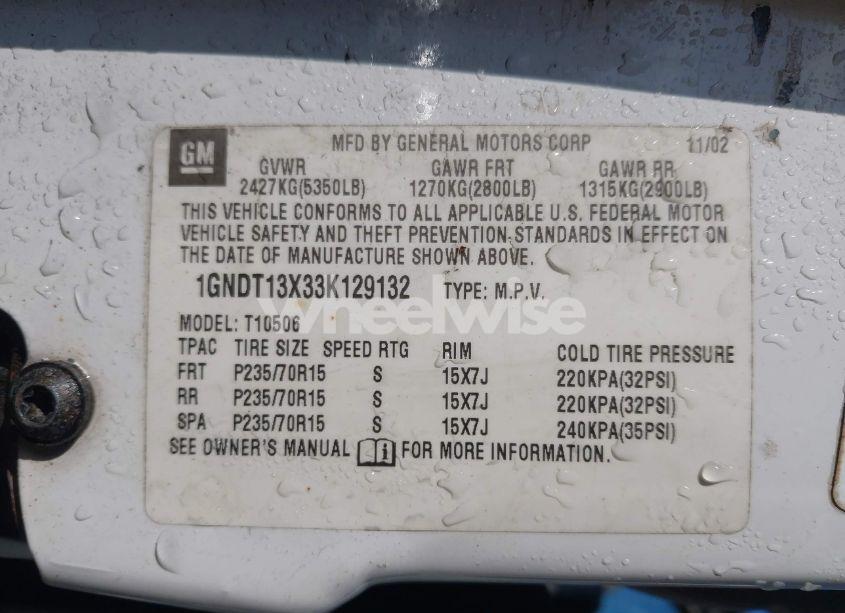 GM MFD BY GENERAL MOTORS CORP 11/02
GVWR GAWR FRT GAWR RR
2427KG(5350LB) 1270KG(2800LB) 1315KG(2900LB)
THIS VEHICLE CONFORMS TO ALL APPLICABLE U.S. FEDERAL MOTOR
VEHICLE SAFETY AND THEFT PREVENTION STANDARDS IN EFFECT ON
THE DATE OF MANUFACTURE SHOWN ABOVE.
1GNDT13X33K129132 TYPE: M.P.V.
wheelwise
MODEL: T10506
TPAC TIRE SIZE SPEED RTG RIM COLD TIRE PRESSURE
FRT P235/70R15 S 15X7J 220KPA(32PSI)
RR P235/70R15 S 15X7J 220KPA(32PSI)
SPA P235/70R15 S 15X7J 240KPA(35PSI)
SEE OWNER'S MANUAL i FOR MORE INFORMATION.